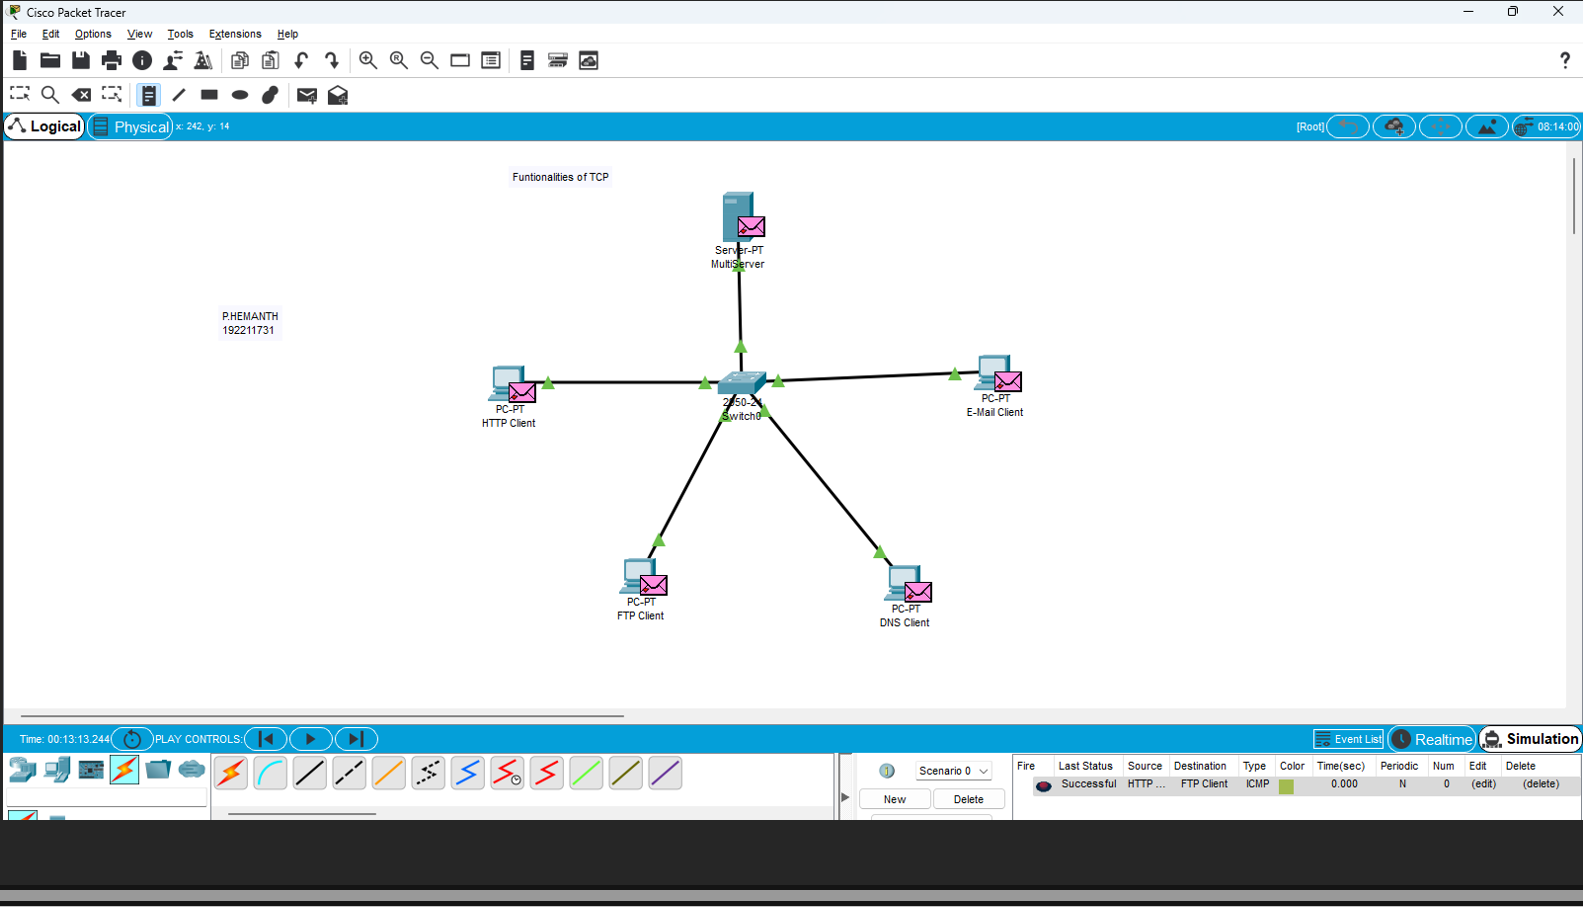 Cisco Packet Tracer
File Edit Options View Tools Extensions Help
?
Logical Physical x: 242, y: 14 [Root] 08:14:00
Funtionalities of TCP
Server-PT
MultiServer
P.HEMANTH
192211731
PC-PT
HTTP Client
2950-24
Switch0
PC-PT
E-Mail Client
PC-PT
FTP Client
PC-PT
DNS Client
Time: 00:13:13.244 PLAY CONTROLS: Event List Realtime Simulation
Scenario 0
New Delete
Fire Last Status Source Destination Type Color Time(sec) Periodic Num Edit Delete
Successful HTTP ... FTP Client ICMP 0.000 N 0 (edit) (delete)